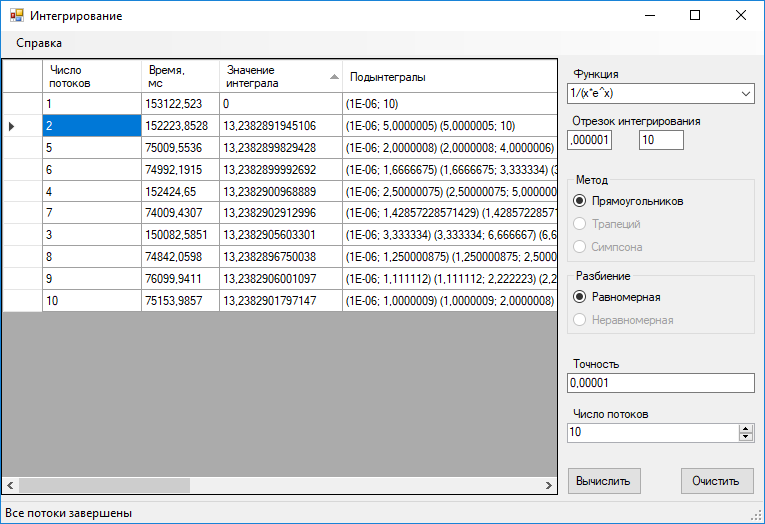 Интегрирование
Справка
Число потоков Время, мс Значение интеграла Подынтегралы
1 153122,523 0 (1E-06; 10)
2 152223,8528 13,2382891945106 (1E-06; 5,0000005) (5,0000005; 10)
5 75009,5536 13,2382899829428 (1E-06; 2,0000008) (2,0000008; 4,0000006)
6 74992,1915 13,2382899992692 (1E-06; 1,6666675) (1,6666675; 3,333334) (3
4 152424,65 13,2382900968889 (1E-06; 2,50000075) (2,50000075; 5,000000
7 74009,4307 13,2382902912996 (1E-06; 1,42857228571429) (1,4285722857
3 150082,5851 13,2382905603301 (1E-06; 3,333334) (3,333334; 6,666667) (6,6
8 74842,0598 13,2382896750038 (1E-06; 1,250000875) (1,250000875; 2,5000
9 76099,9411 13,2382906001097 (1E-06; 1,111112) (1,111112; 2,222223) (2,2
10 75153,9857 13,2382901797147 (1E-06; 1,0000009) (1,0000009; 2,0000008)
Функция
1/(x*e^x)
Отрезок интегрирования
,000001 10
Метод
Прямоугольников
Трапеций
Симпсона
Разбиение
Равномерная
Неравномерная
Точность
0,00001
Число потоков
10
Вычислить Очистить
Все потоки завершены